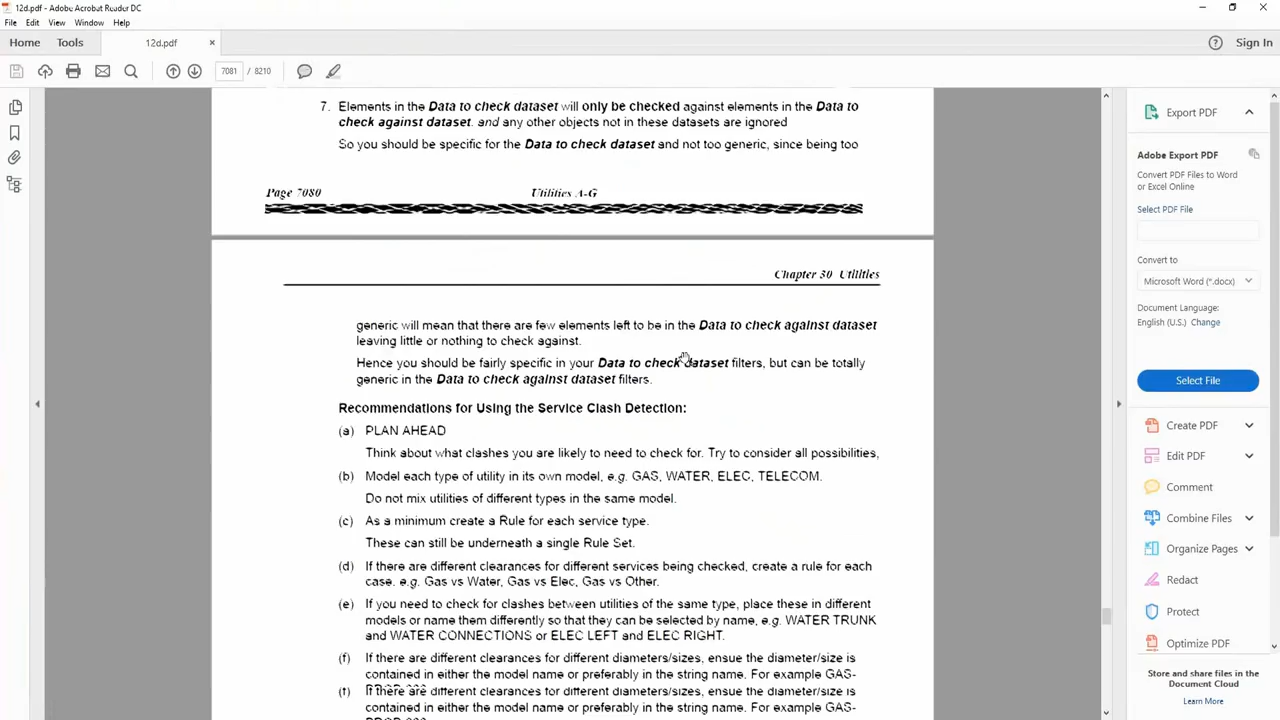 12d.pdf - Adobe Acrobat Reader DC
File Edit View Window Help
Home Tools 12d.pdf × Sign In
7081 / 8210
7. Elements in the Data to check dataset will only be checked against elements in the Data to
check against dataset. and any other objects not in these datasets are ignored
So you should be specific for the Data to check dataset and not too generic, since being too
Page 7080 Utilities A-G
Chapter 30 Utilities
generic will mean that there are few elements left to be in the Data to check against dataset
leaving little or nothing to check against.
Hence you should be fairly specific in your Data to check dataset filters, but can be totally
generic in the Data to check against dataset filters.
Recommendations for Using the Service Clash Detection:
(a) PLAN AHEAD
Think about what clashes you are likely to need to check for. Try to consider all possibilities,
(b) Model each type of utility in its own model, e.g. GAS, WATER, ELEC, TELECOM.
Do not mix utilities of different types in the same model.
(c) As a minimum create a Rule for each service type.
These can still be underneath a single Rule Set.
(d) If there are different clearances for different services being checked, create a rule for each
case. e.g. Gas vs Water, Gas vs Elec, Gas vs Other.
(e) If you need to check for clashes between utilities of the same type, place these in different
models or name them differently so that they can be selected by name, e.g. WATER TRUNK
and WATER CONNECTIONS or ELEC LEFT and ELEC RIGHT.
(f) If there are different clearances for different diameters/sizes, ensue the diameter/size is
contained in either the model name or preferably in the string name. For example GAS-
(f) If there are different clearances for different diameters/sizes, ensue the diameter/size is
contained in either the model name or preferably in the string name. For example GAS-
Export PDF
Adobe Export PDF
Convert PDF Files to Word
or Excel Online
Select PDF File
Convert to
Microsoft Word (*.docx)
Document Language:
English (U.S.) Change
Select File
Create PDF
Edit PDF
Comment
Combine Files
Organize Pages
Redact
Protect
Optimize PDF
Store and share files in the
Document Cloud
Learn More